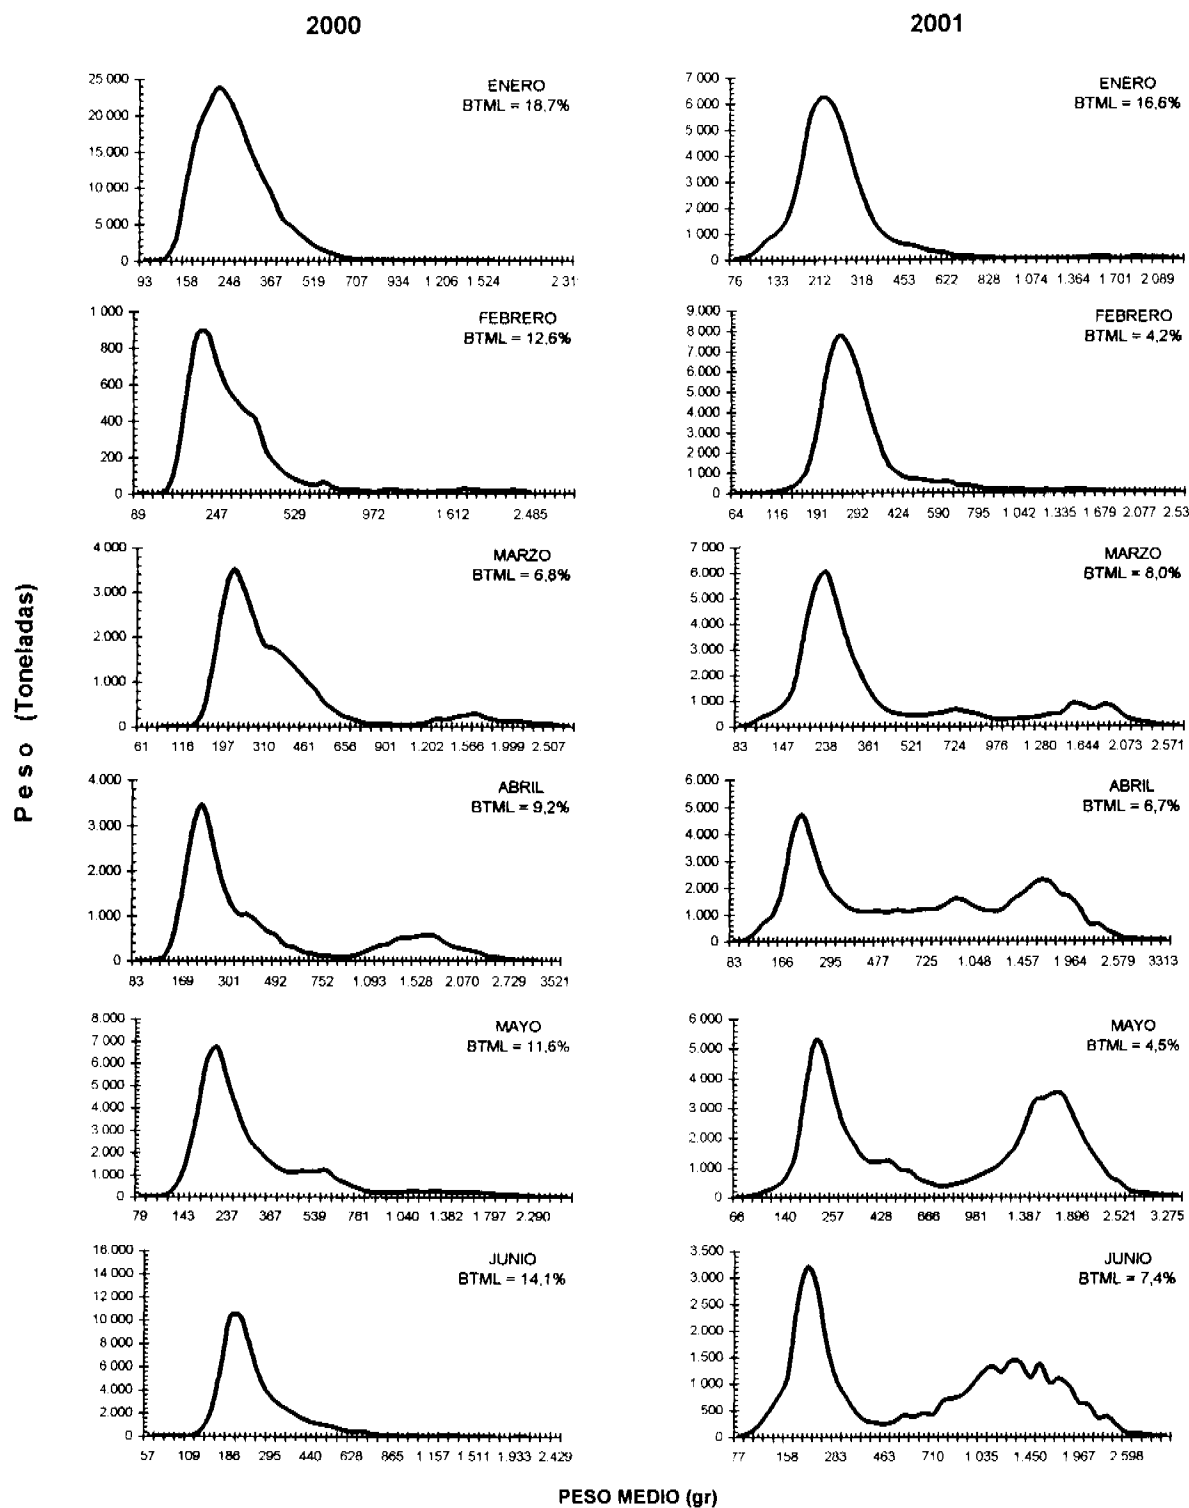 2000
2001
25 000
20 000
15 000
10 000
5 000
0
ENERO
BTML = 18,7%
93 158 248 367 519 707 934 1 206 1 524 2 31
7 000
6 000
5 000
4 000
3 000
2 000
1 000
0
ENERO
BTML = 16,6%
76 133 212 318 453 622 828 1 074 1.364 1 701 2 089
1 000
800
600
400
200
0
FEBRERO
BTML = 12,6%
89 247 529 972 1 612 2.485
9 000
8.000
7.000
6.000
5.000
4.000
3.000
2.000
1 000
0
FEBRERO
BTML = 4,2%
64 116 191 292 424 590 795 1 042 1.335 1 679 2.077 2.53
Peso (Toneladas)
4 000
3 000
2 000
1.000
0
MARZO
BTML = 6,8%
61 116 197 310 461 656 901 1.202 1.566 1.999 2.507
7 000
6.000
5.000
4.000
3.000
2.000
1.000
0
MARZO
BTML = 8,0%
83 147 238 361 521 724 976 1.280 1.644 2.073 2.571
4.000
3.000
2.000
1.000
0
ABRIL
BTML = 9,2%
83 169 301 492 752 1.093 1.528 2.070 2.729 3521
6.000
5.000
4.000
3.000
2.000
1.000
0
ABRIL
BTML = 6,7%
83 166 295 477 725 1.048 1.457 1.964 2.579 3313
8.000
7.000
6.000
5 000
4 000
3 000
2.000
1.000
0
MAYO
BTML = 11,6%
79 143 237 367 539 761 1 040 1.382 1.797 2.290
6 000
5.000
4 000
3 000
2 000
1.000
0
MAYO
BTML = 4,5%
66 140 257 428 666 981 1.387 1.896 2.521 3.275
16.000
14 000
12 000
10 000
8 000
6 000
4.000
2.000
0
JUNIO
BTML = 14,1%
57 109 186 295 440 628 865 1.157 1 511 1.933 2.429
3.500
3.000
2 500
2.000
1.500
1 000
500
0
JUNIO
BTML = 7,4%
77 158 283 463 710 1 035 1.450 1 967 2 598
PESO MEDIO (gr)